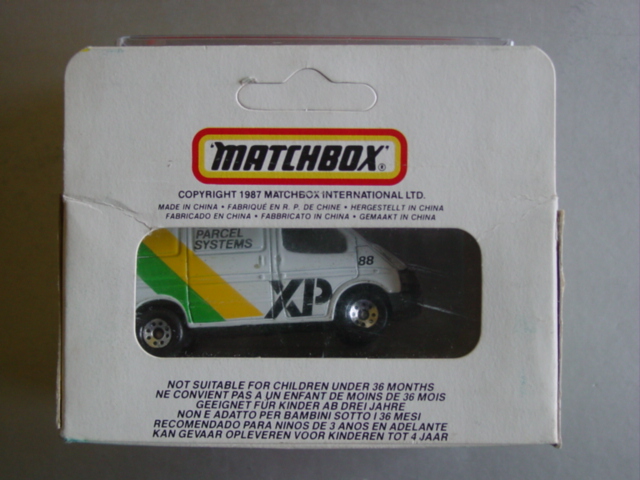 MATCHBOX®
COPYRIGHT 1987 MATCHBOX INTERNATIONAL LTD.
MADE IN CHINA • FABRIQUÉ EN R. P. DE CHINE • HERGESTELLT IN CHINA
FABRICADO EN CHINA • FABBRICATO IN CHINA • GEMAAKT IN CHINA
PARCEL
SYSTEMS
88
XP
NOT SUITABLE FOR CHILDREN UNDER 36 MONTHS
NE CONVIENT PAS A UN ENFANT DE MOINS DE 36 MOIS
GEEIGNET FÜR KINDER AB DREI JAHRE
NON E ADATTO PER BAMBINI SOTTO I 36 MESI
RECOMENDADO PARA NINOS DE 3 ANOS EN ADELANTE
KAN GEVAAR OPLEVEREN VOOR KINDEREN TOT 4 JAAR